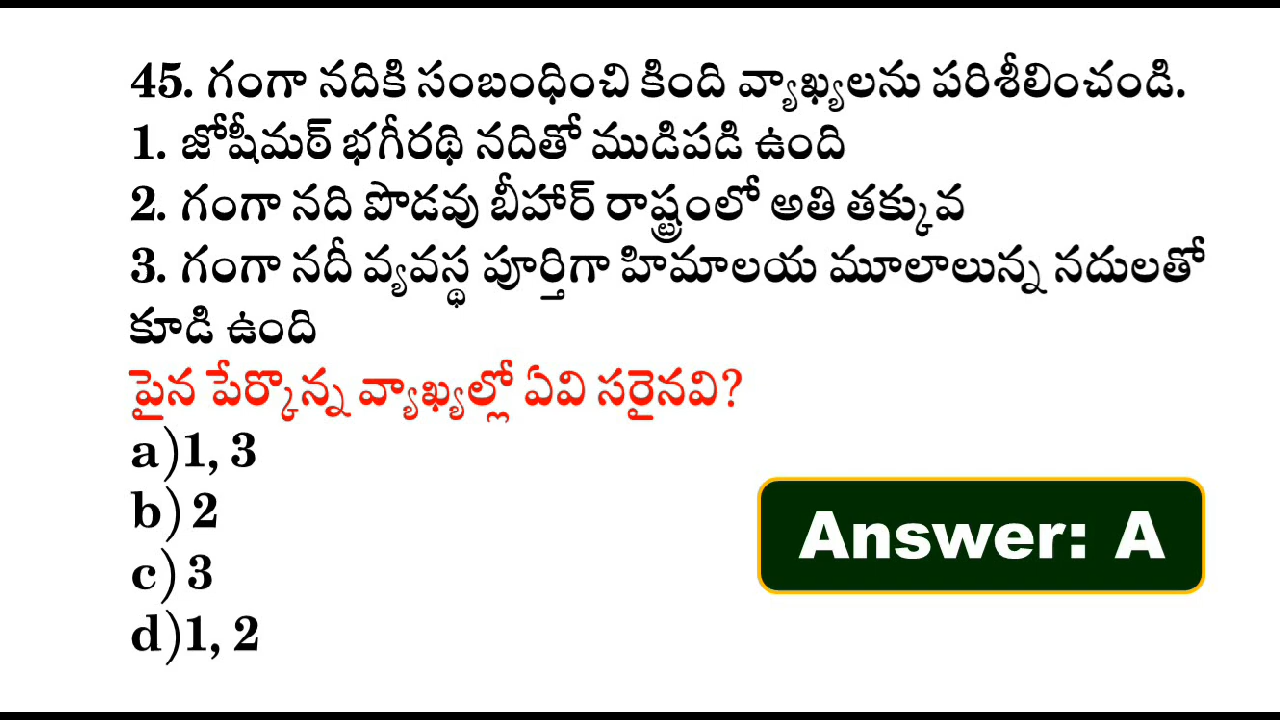 45. గంగా నదికి సంబంధించి కింది వ్యాఖ్యలను పరిశీలించండి.
1. జోషీమఠ్ భగీరథి నదితో ముడిపడి ఉంది
2. గంగా నది పొడవు బీహార్ రాష్ట్రంలో అతి తక్కువ
3. గంగా నదీ వ్యవస్థ పూర్తిగా హిమాలయ మూలాలున్న నదులతో
కూడి ఉంది
పైన పేర్కొన్న వ్యాఖ్యల్లో ఏవి సరైనవి?
a)1, 3
b) 2
c) 3
d)1, 2
Answer: A